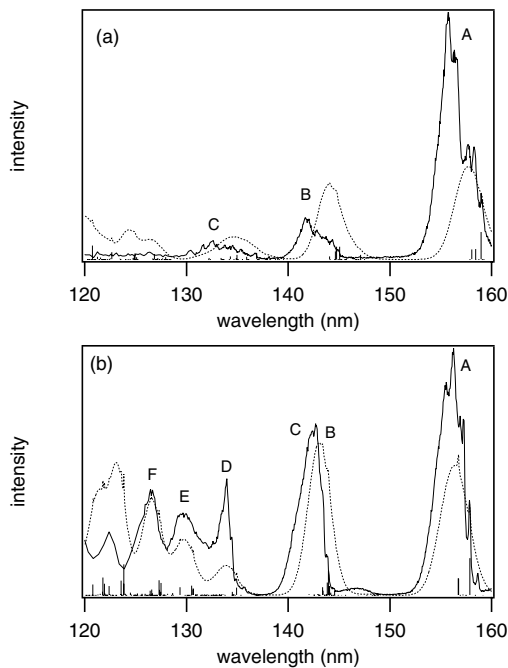 (a)
A
B
C
intensity
120 130 140 150 160
wavelength (nm)
(b)
A
C B
D
F
E
intensity
120 130 140 150 160
wavelength (nm)